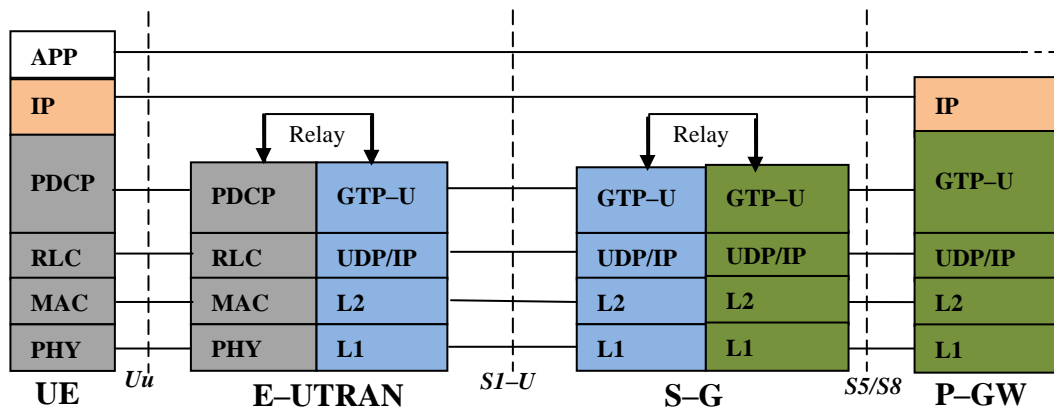 APP
IP
IP
Relay
Relay
PDCP
PDCP
GTP–U
GTP–U
GTP–U
GTP–U
RLC
RLC
UDP/IP
UDP/IP
UDP/IP
UDP/IP
MAC
MAC
L2
L2
L2
L2
PHY
PHY
L1
L1
L1
L1
Uu
S1–U
S5/S8
UE
E–UTRAN
S–G
P–GW